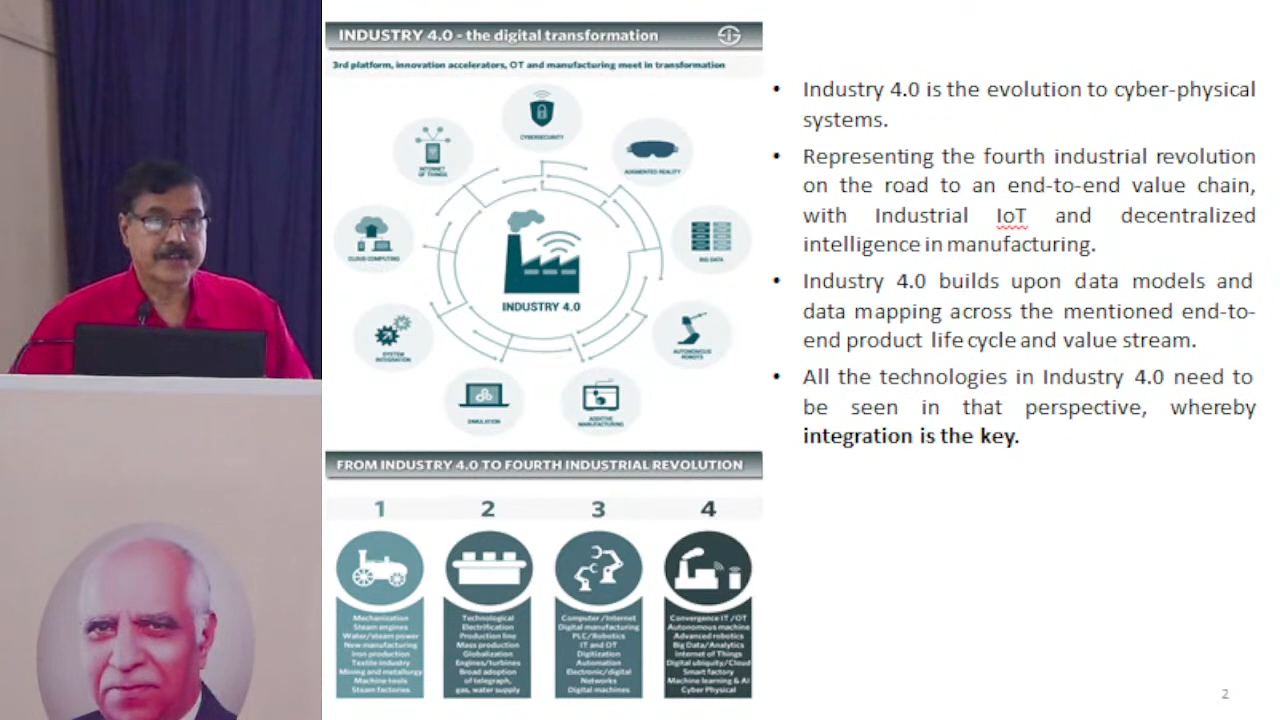 INDUSTRY 4.0 - the digital transformation
3rd platform, innovation accelerators, OT and manufacturing meet in transformation
CYBERSECURITY
INTERNET
OF THINGS
AUGMENTED REALITY
CLOUD COMPUTING
BIG DATA
INDUSTRY 4.0
SYSTEM
INTEGRATION
AUTONOMOUS
ROBOTS
SIMULATION
ADDITIVE
MANUFACTURING
FROM INDUSTRY 4.0 TO FOURTH INDUSTRIAL REVOLUTION
1
Mechanization
Steam engines
Water/steam power
New manufacturing
Iron production
Textile industry
Mining and metallurgy
Machine tools
Steam factories
2
Technological
Electrification
Production line
Mass production
Globalization
Engines/turbines
Broad adoption
of telegraph,
gas, water supply
3
Computer/Internet
Digital manufacturing
PLC/Robotics
IT and OT
Digitization
Automation
Electronic/digital
Networks
Digital machines
4
Convergence IT/OT
Autonomous machine
Advanced robotics
Big Data/Analytics
Internet of Things
Digital ubiquity/Cloud
Smart factory
Machine learning & AI
Cyber Physical
• Industry 4.0 is the evolution to cyber-physical
systems.
• Representing the fourth industrial revolution
on the road to an end-to-end value chain,
with Industrial IoT and decentralized
intelligence in manufacturing.
• Industry 4.0 builds upon data models and
data mapping across the mentioned end-to-
end product life cycle and value stream.
• All the technologies in Industry 4.0 need to
be seen in that perspective, whereby
integration is the key.
2